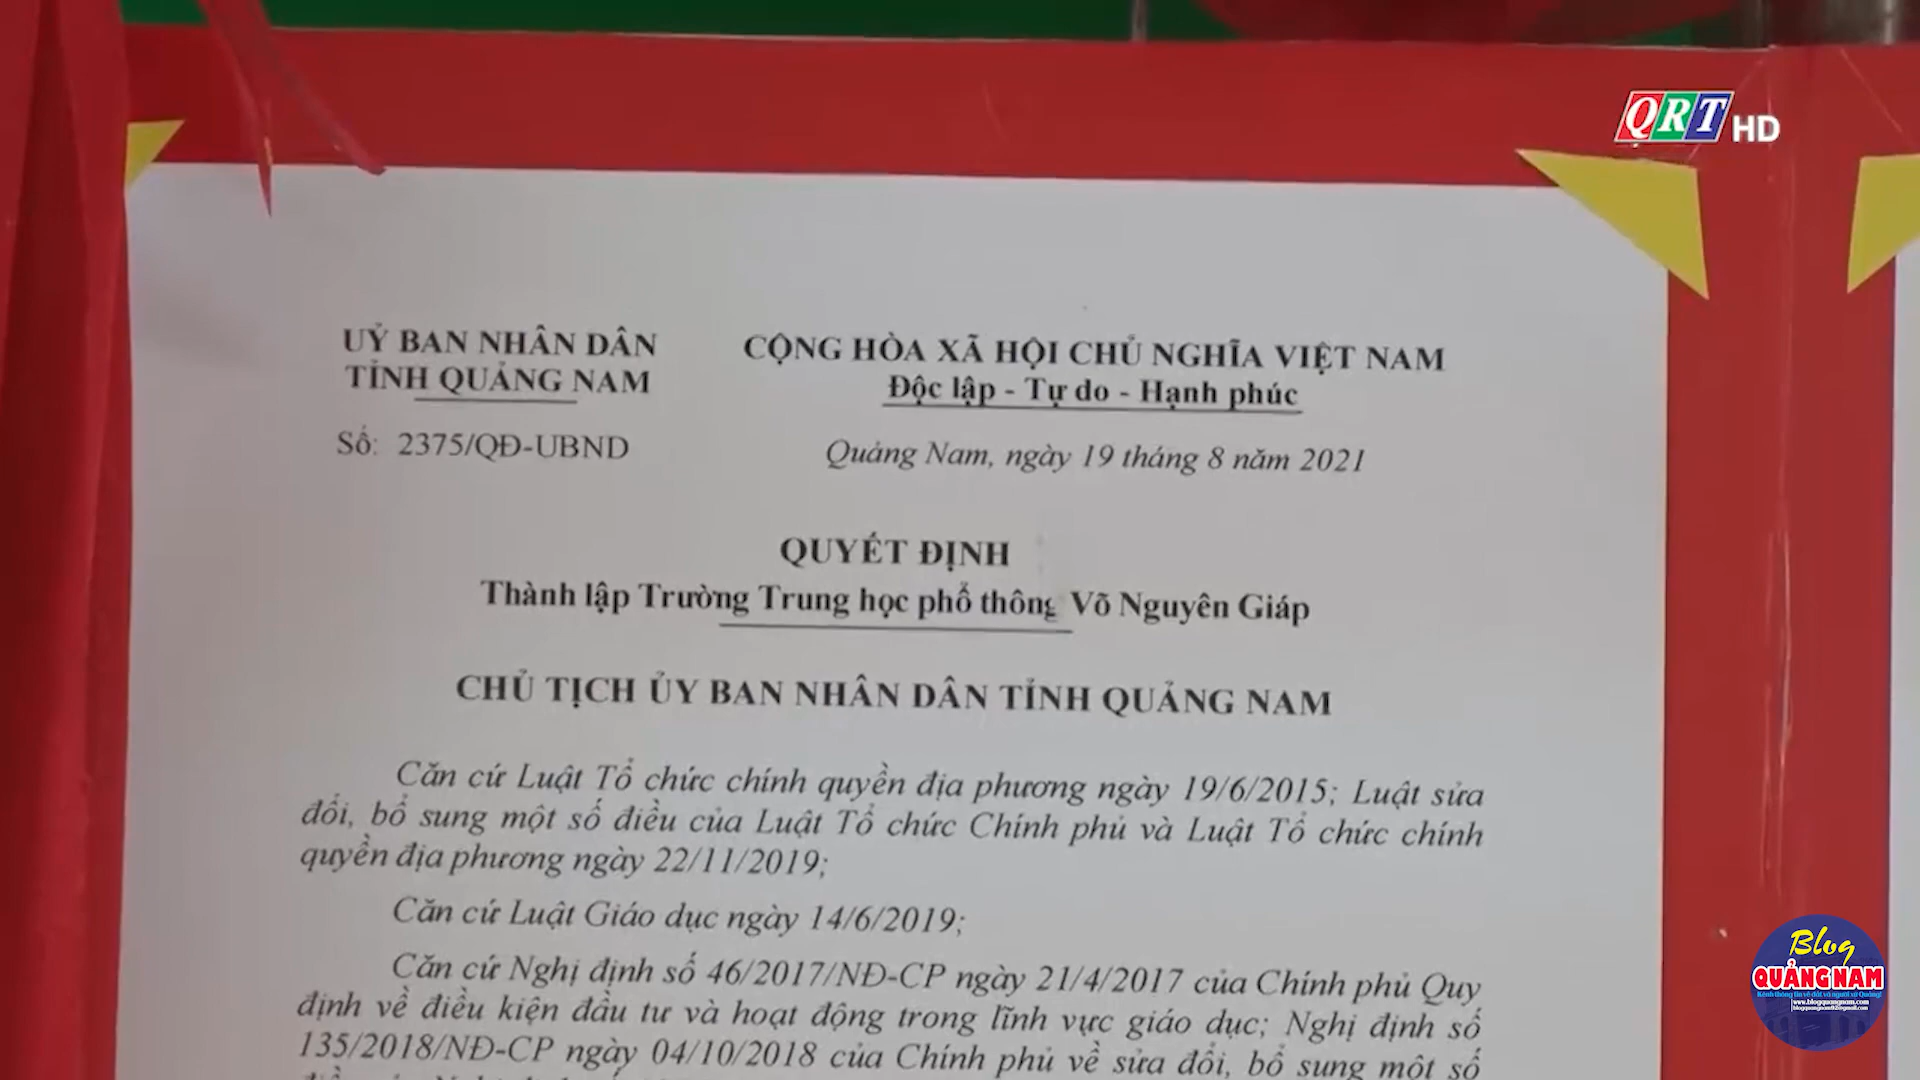 QRT HD
UỶ BAN NHÂN DÂN
TỈNH QUẢNG NAM
CỘNG HÒA XÃ HỘI CHỦ NGHĨA VIỆT NAM
Độc lập - Tự do - Hạnh phúc
Số: 2375/QĐ-UBND
Quảng Nam, ngày 19 tháng 8 năm 2021
QUYẾT ĐỊNH
Thành lập Trường Trung học phổ thông Võ Nguyên Giáp
CHỦ TỊCH ỦY BAN NHÂN DÂN TỈNH QUẢNG NAM
Căn cứ Luật Tổ chức chính quyền địa phương ngày 19/6/2015; Luật sửa
đổi, bổ sung một số điều của Luật Tổ chức Chính phủ và Luật Tổ chức chính
quyền địa phương ngày 22/11/2019;
Căn cứ Luật Giáo dục ngày 14/6/2019;
Căn cứ Nghị định số 46/2017/NĐ-CP ngày 21/4/2017 của Chính phủ Quy
định về điều kiện đầu tư và hoạt động trong lĩnh vực giáo dục; Nghị định số
135/2018/NĐ-CP ngày 04/10/2018 của Chính phủ về sửa đổi, bổ sung một số
Blog
QUẢNG NAM
www.blogquangnam.com